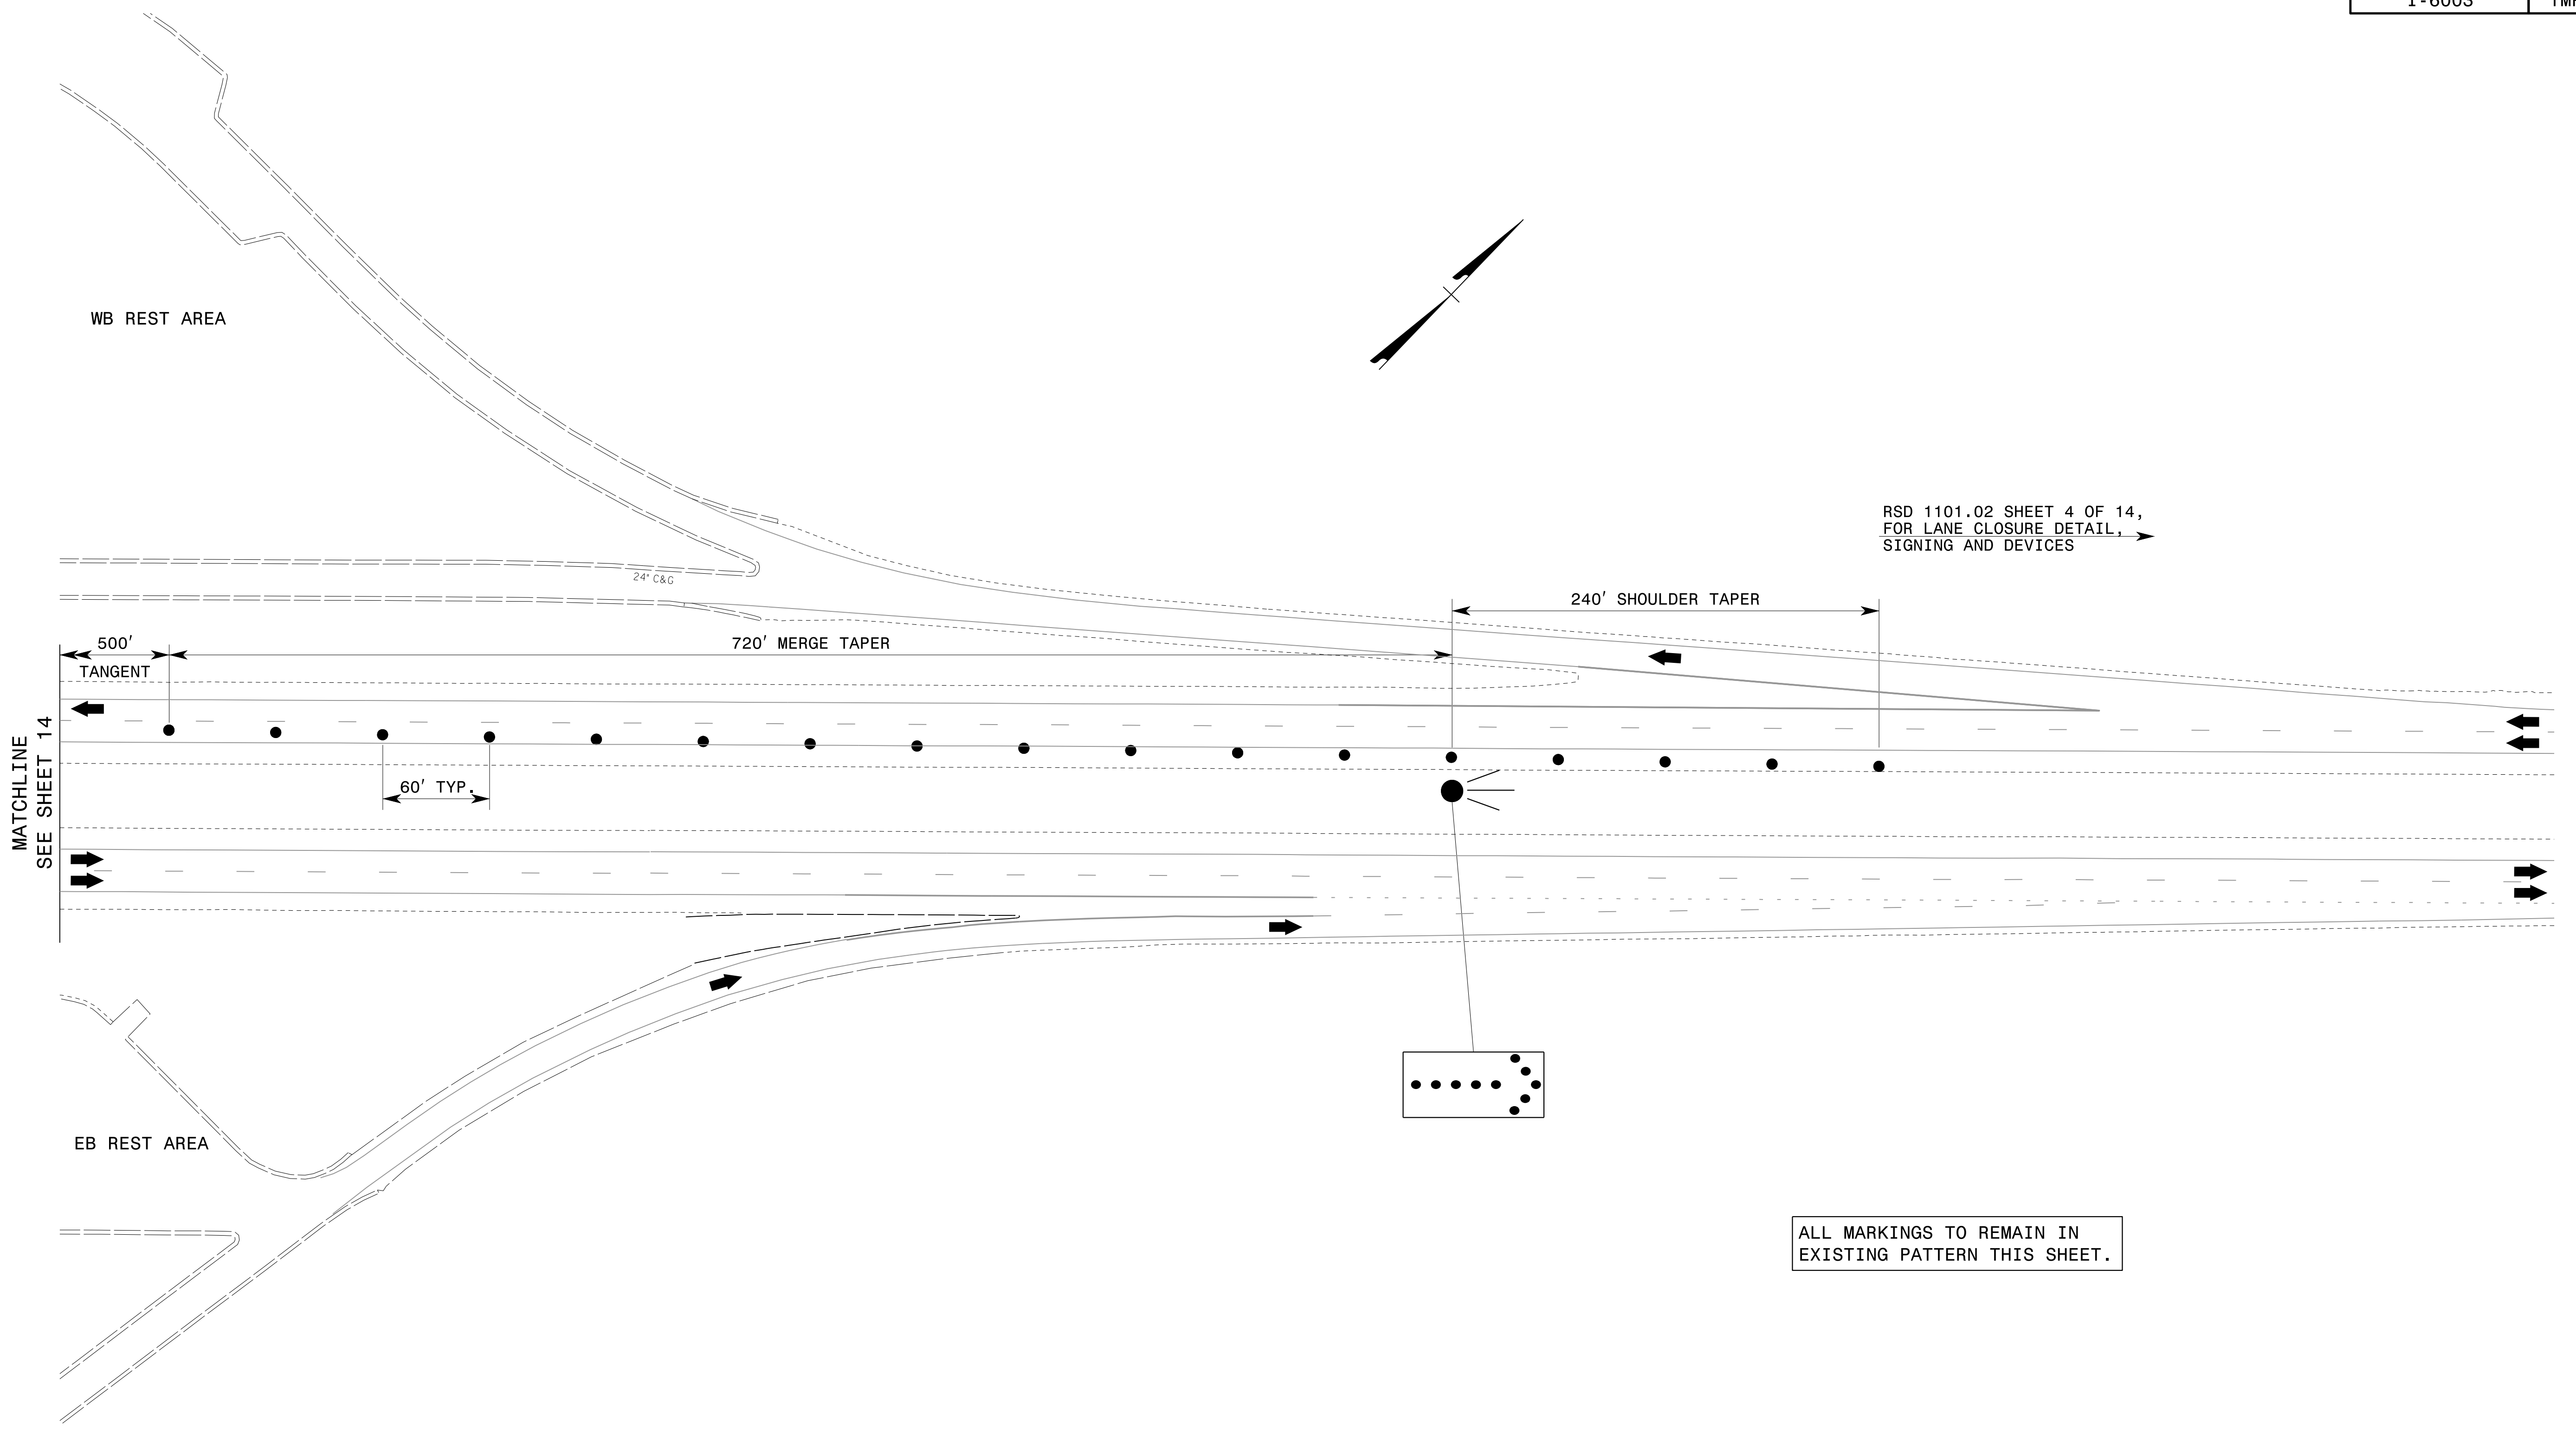 WB REST AREA
RSD 1101.02 SHEET 4 OF 14,
FOR LANE CLOSURE DETAIL,
SIGNING AND DEVICES
24" C&G
240' SHOULDER TAPER
500'
TANGENT
720' MERGE TAPER
60' TYP.
MATCHLINE
SEE SHEET 14
EB REST AREA
ALL MARKINGS TO REMAIN IN
EXISTING PATTERN THIS SHEET.